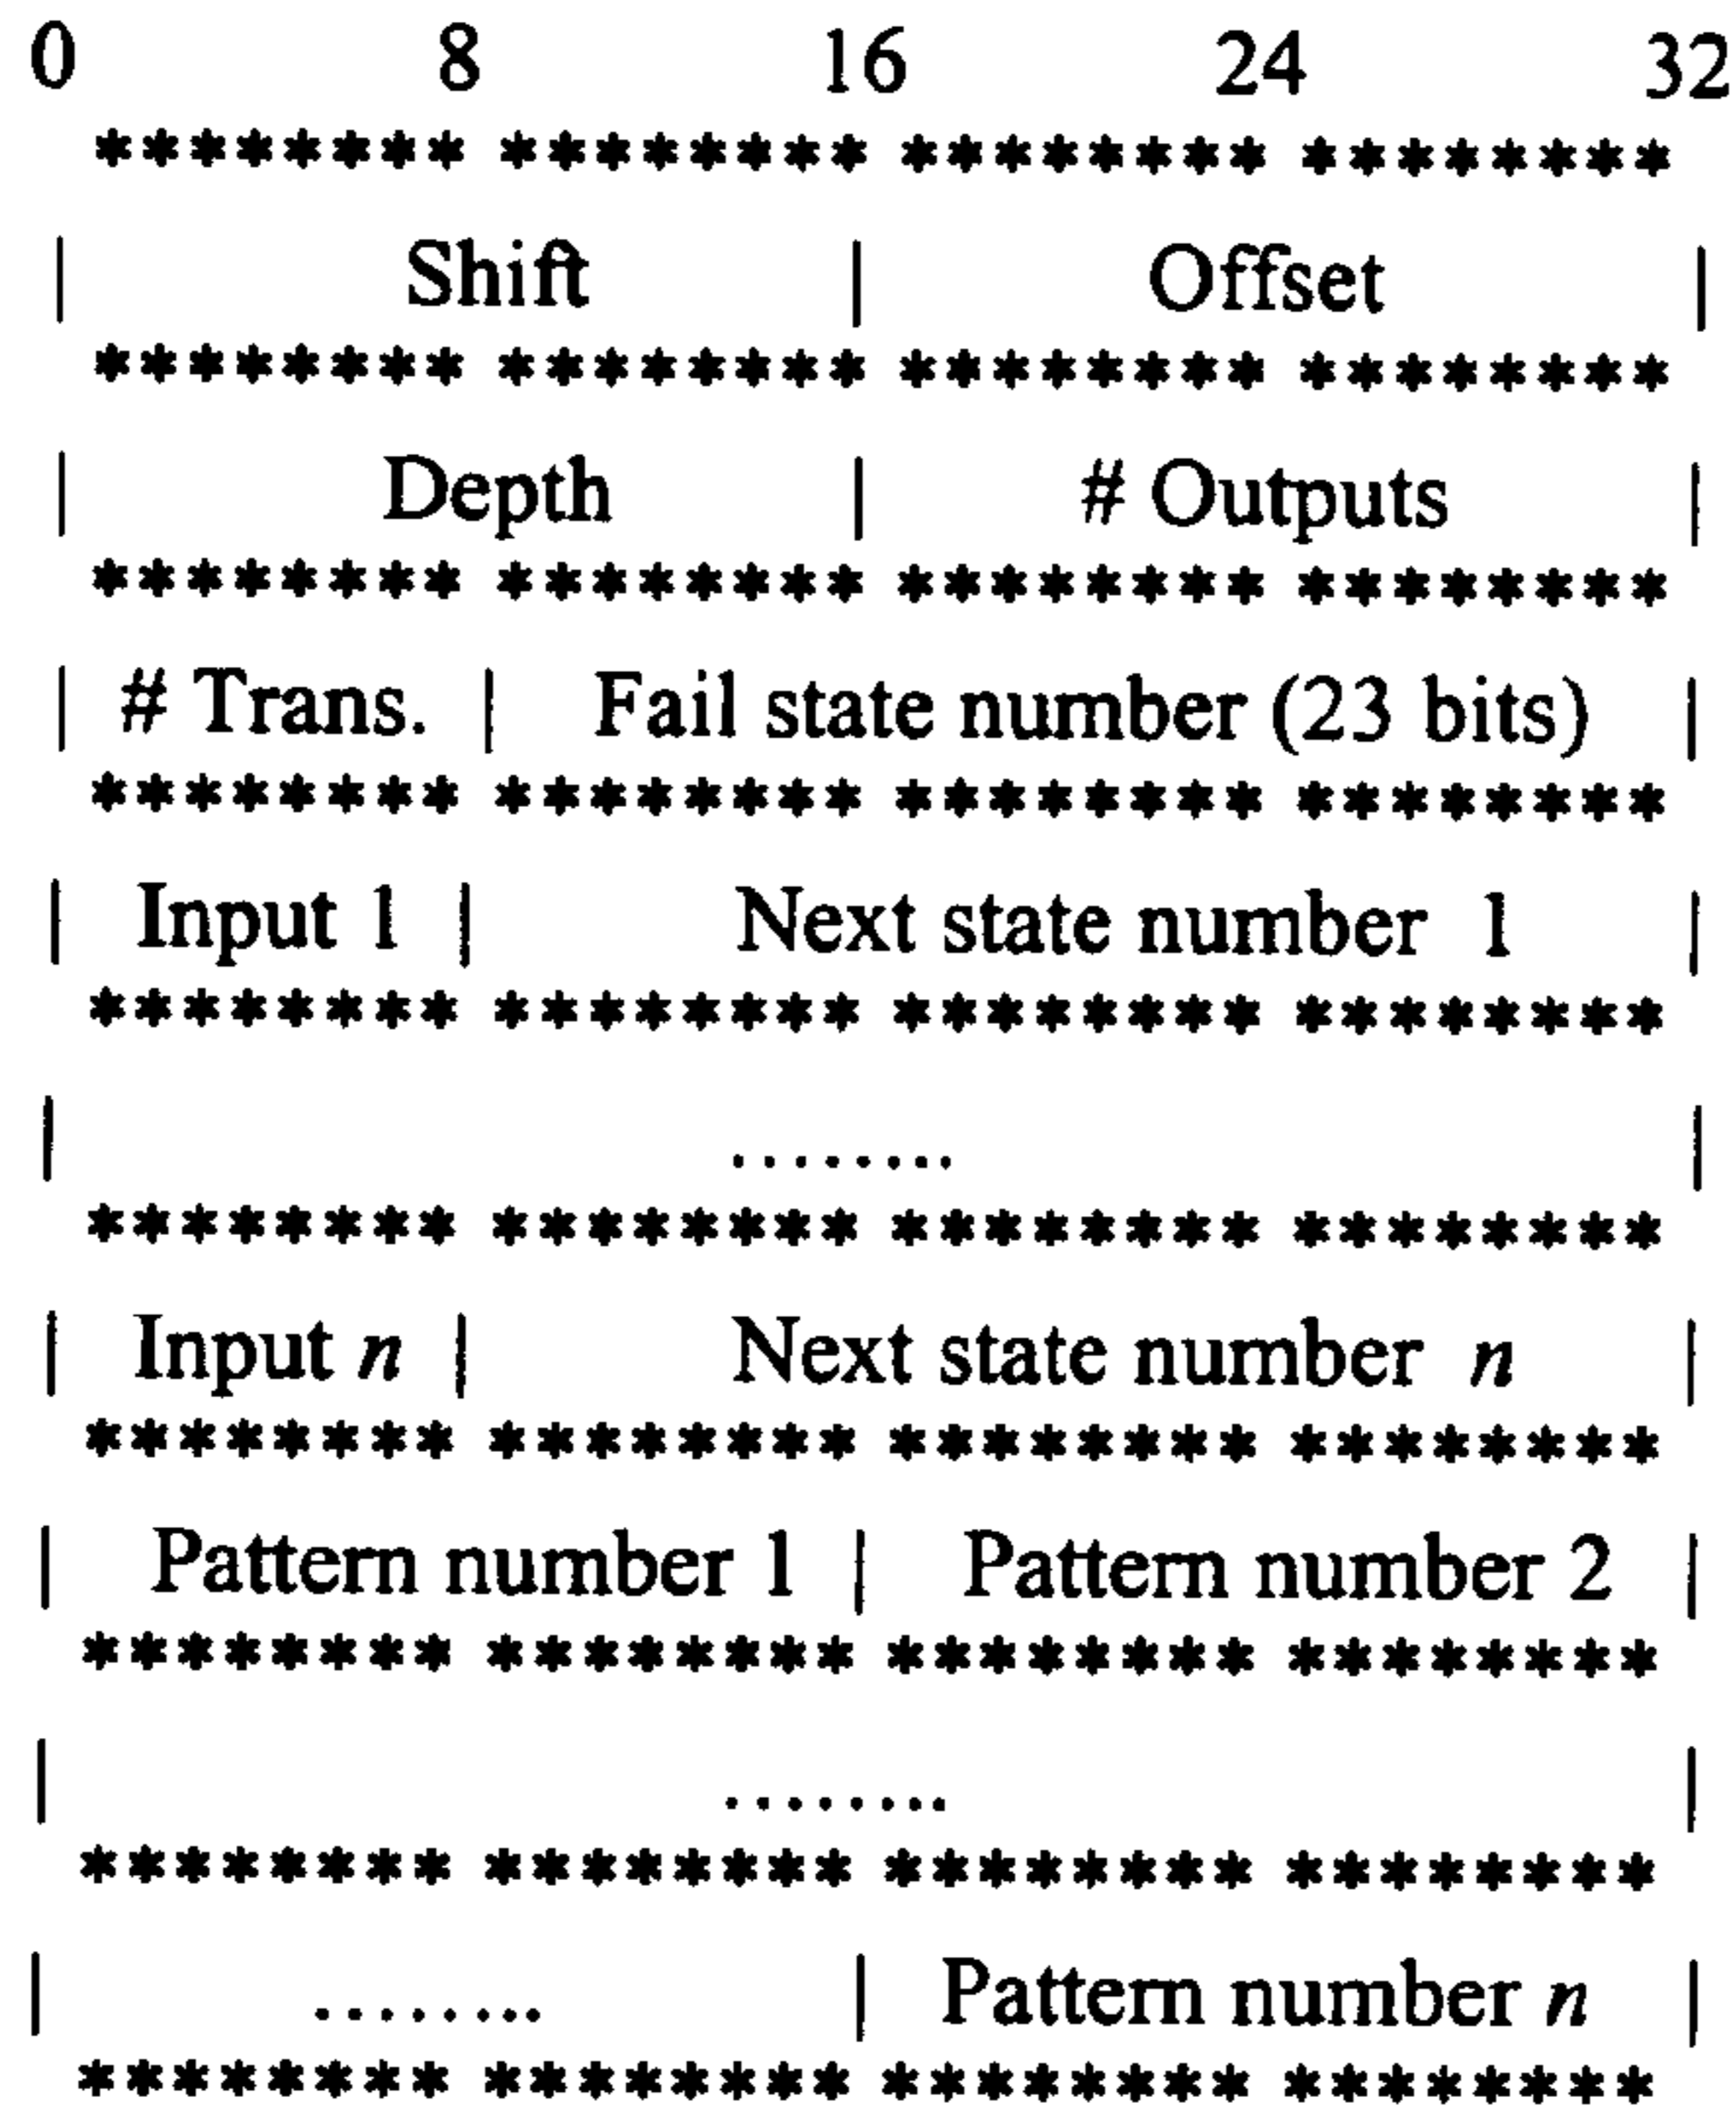 0 8 16 24 32
******** ******** ******** ********
| Shift | Offset |
******** ******** ******** ********
| Depth | # Outputs |
******** ******** ******** ********
| # Trans. | Fail state number (23 bits) |
******** ******** ******** ********
| Input 1 | Next state number 1 |
******** ******** ******** ********
| ........ |
******** ******** ******** ********
| Input n | Next state number n |
******** ******** ******** ********
| Pattern number 1 | Pattern number 2 |
******** ******** ******** ********
| ........ |
******** ******** ******** ********
| ........ | Pattern number n |
******** ******** ******** ********